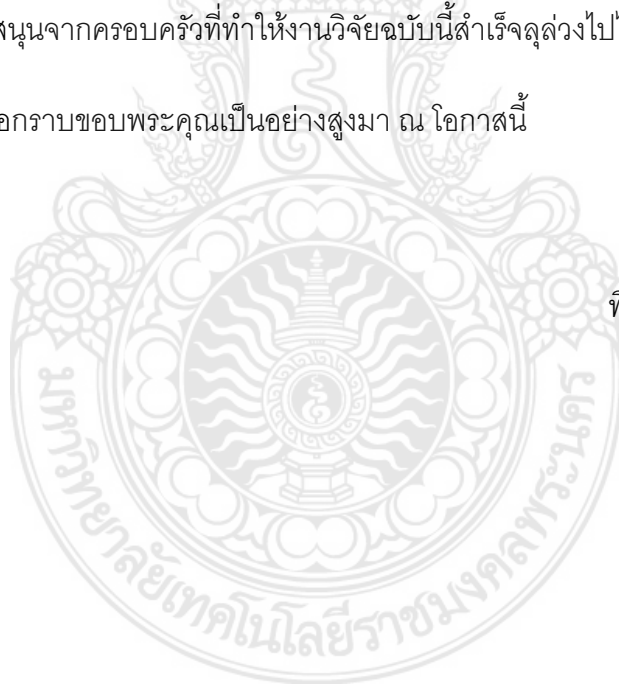 สนุนจากครอบครัวที่ทำให้งานวิจัยฉบับนี้สำเร็จลุล่วงไป
อกราบขอบพระคุณเป็นอย่างสูงมา ณ โอกาสนี้
มหาวิทยาลัยเทคโนโลยีราชมงคลพระนคร